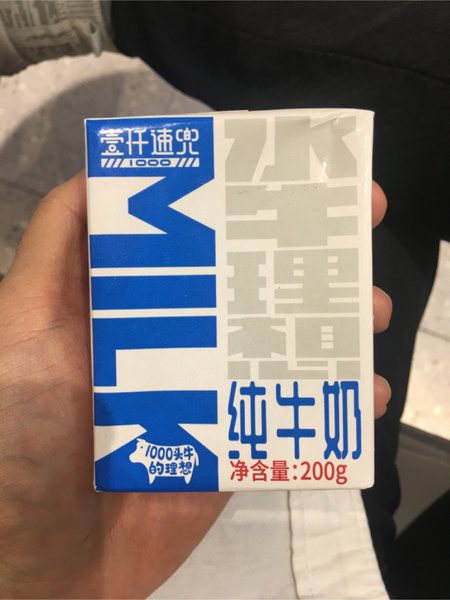 壹仟速兜
1000
MILK
水牛理想
纯牛奶
1000头牛
的理想
净含量:200g